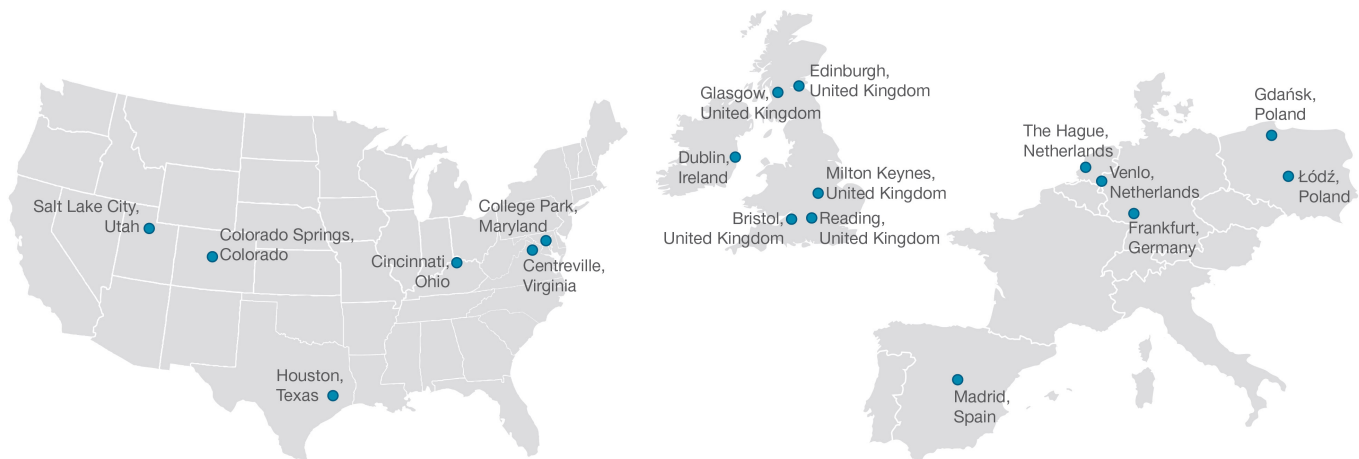 Salt Lake City,
Utah
Colorado Springs,
Colorado
Houston,
Texas
Cincinnati,
Ohio
College Park,
Maryland
Centreville,
Virginia
Glasgow,
United Kingdom
Edinburgh,
United Kingdom
Dublin,
Ireland
Milton Keynes,
United Kingdom
Bristol,
United Kingdom
Reading,
United Kingdom
The Hague,
Netherlands
Venlo,
Netherlands
Frankfurt,
Germany
Gdańsk,
Poland
Łódź,
Poland
Madrid,
Spain